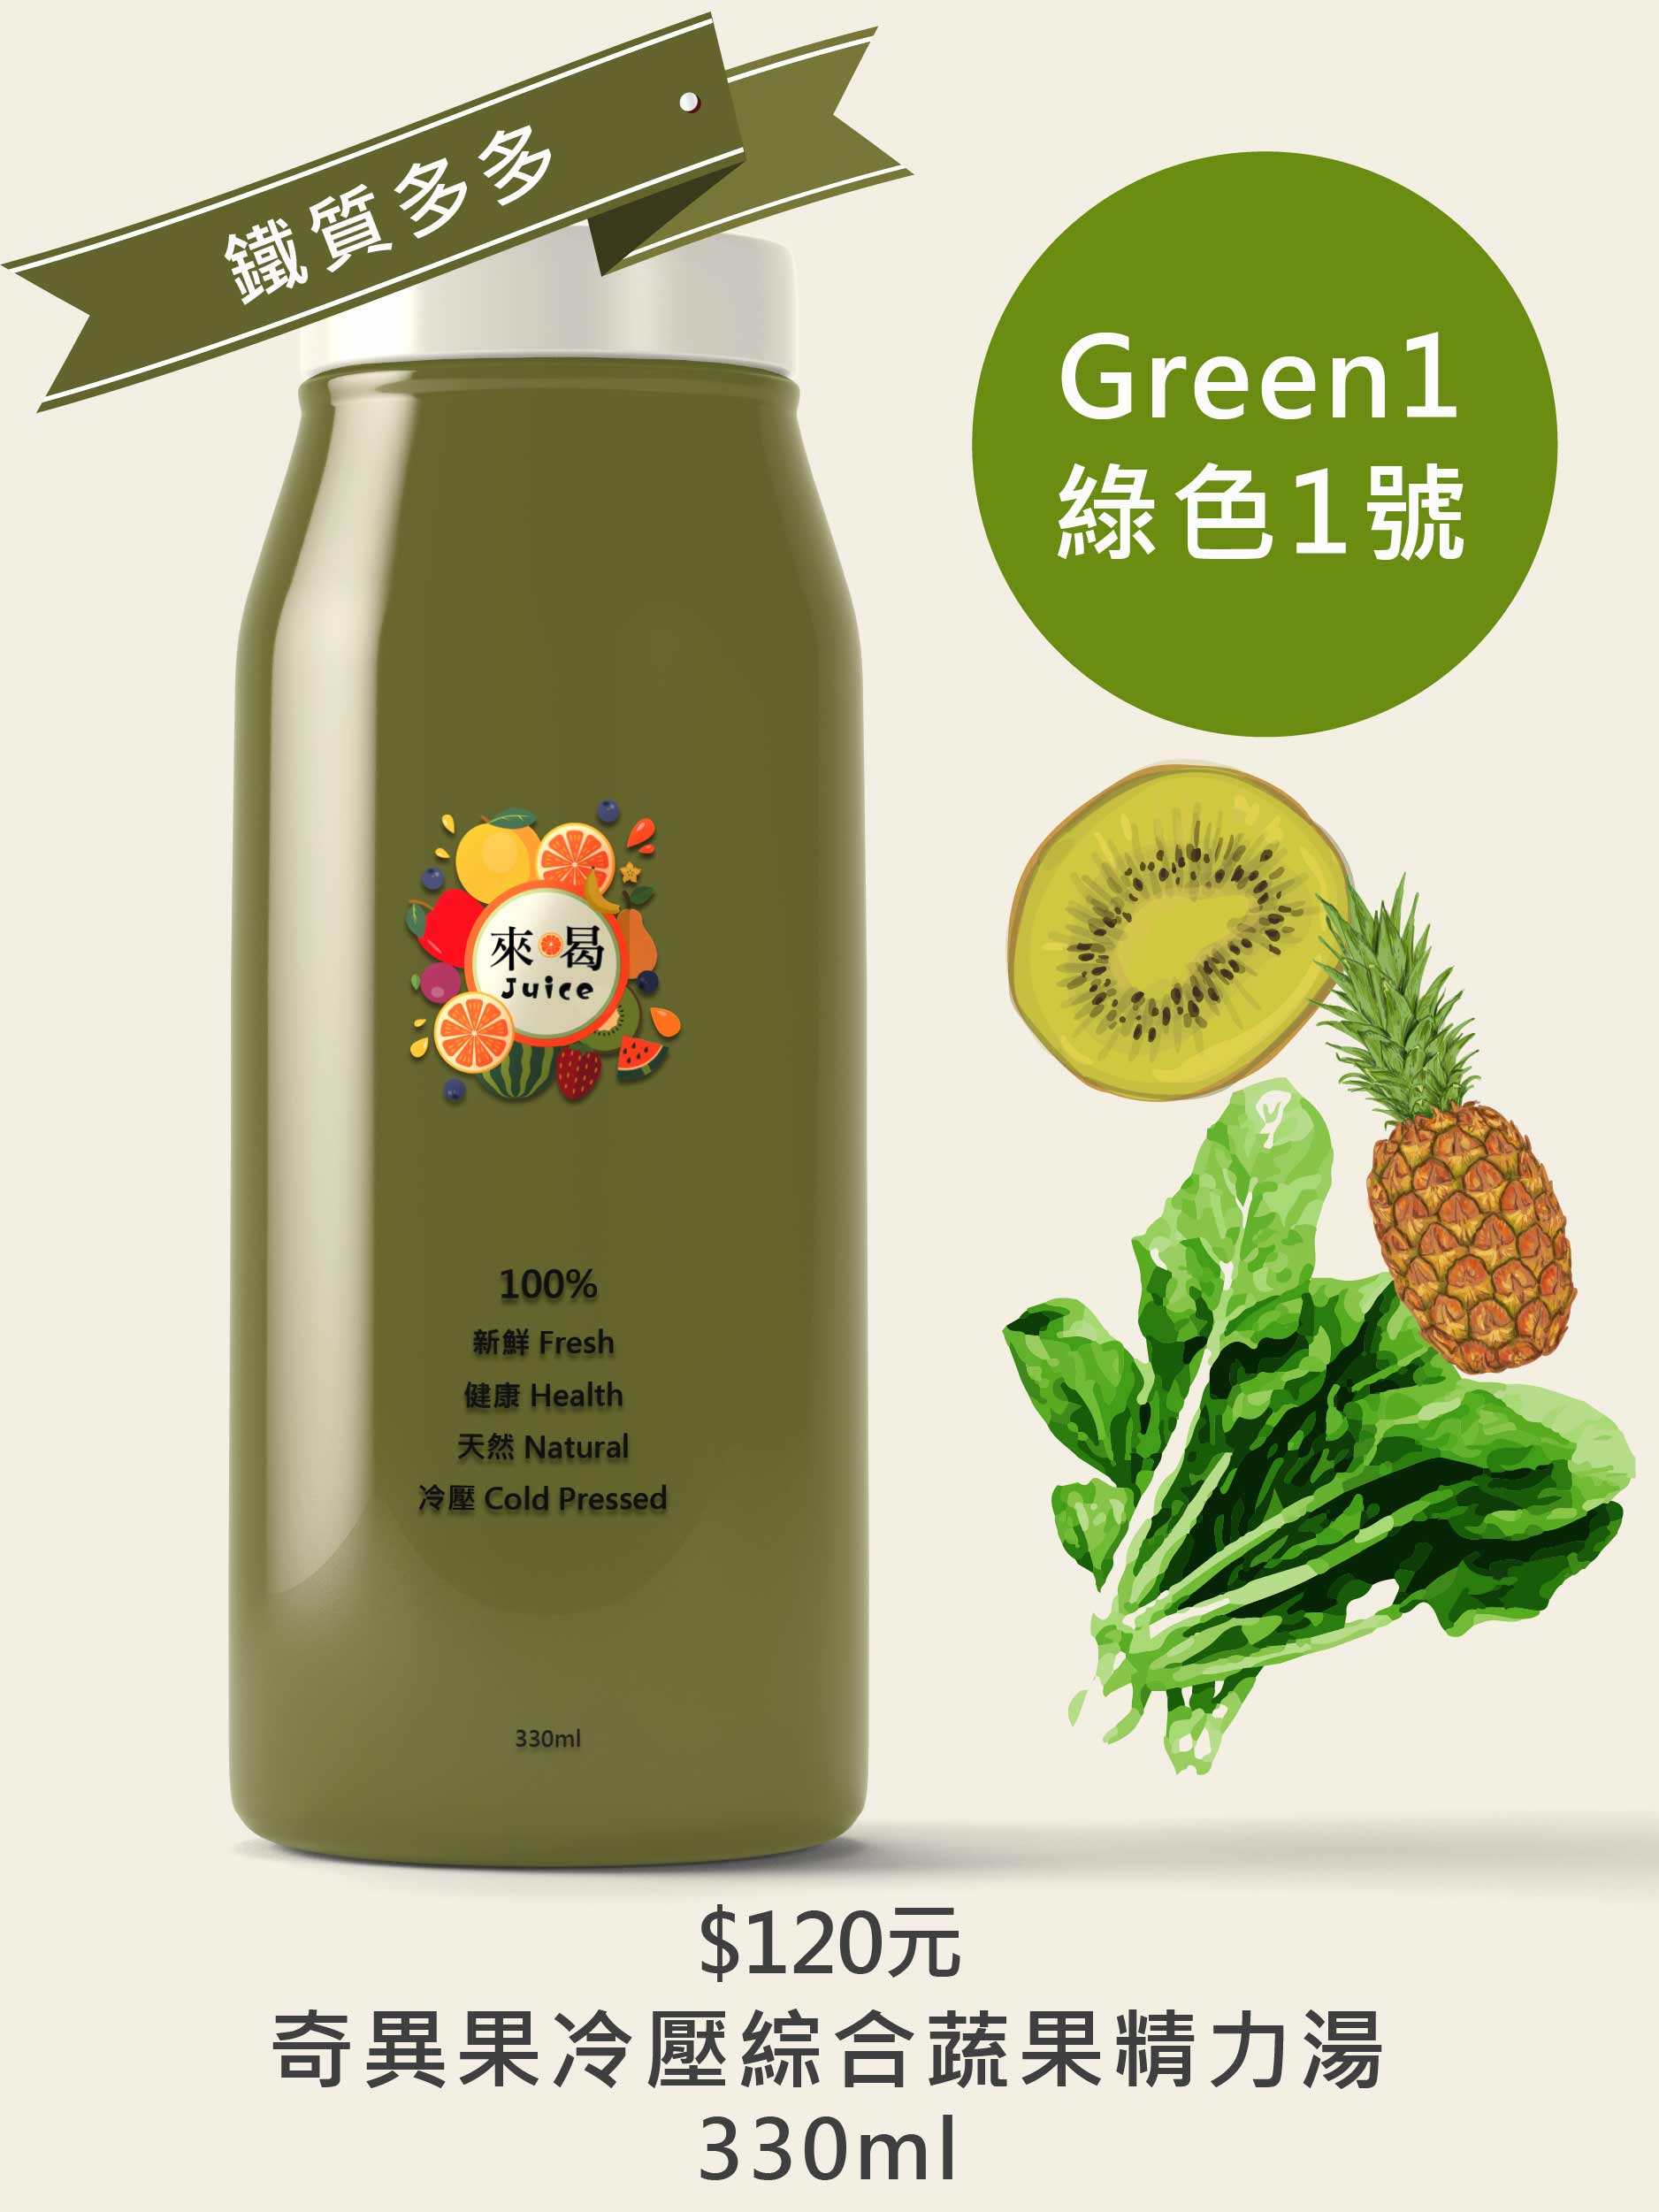 鐵質多多
Green1
綠色1號
來曷
Juice
100%
新鮮 Fresh
健康 Health
天然 Natural
冷壓 Cold Pressed
330ml
$120元
奇異果冷壓綜合蔬果精力湯
330ml